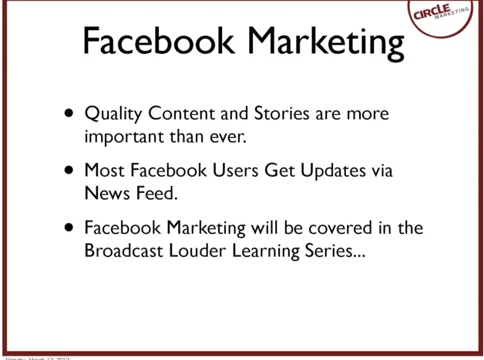 CIRCLE
MARKETING
Facebook Marketing
• Quality Content and Stories are more
important than ever.
• Most Facebook Users Get Updates via
News Feed.
• Facebook Marketing will be covered in the
Broadcast Louder Learning Series...